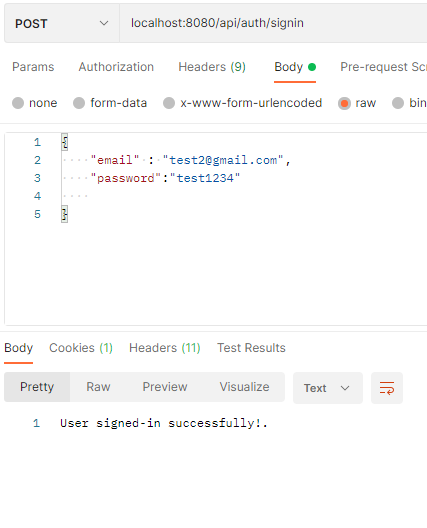 POST localhost:8080/api/auth/signin
Params Authorization Headers (9) Body Pre-request Scr
none form-data x-www-form-urlencoded raw bin
1 {
2 "email" : "test2@gmail.com",
3 "password":"test1234"
4
5 }
Body Cookies (1) Headers (11) Test Results
Pretty Raw Preview Visualize Text
1 User signed-in successfully!.